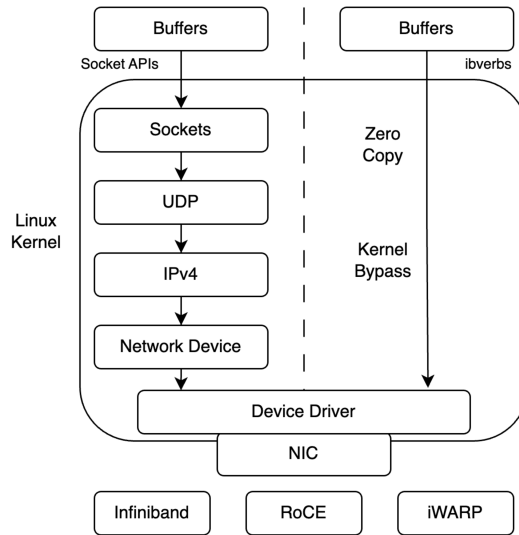 Buffers
Buffers
Socket APIs
ibverbs
Sockets
Zero
Copy
UDP
Linux
Kernel
IPv4
Kernel
Bypass
Network Device
Device Driver
NIC
Infiniband
RoCE
iWARP